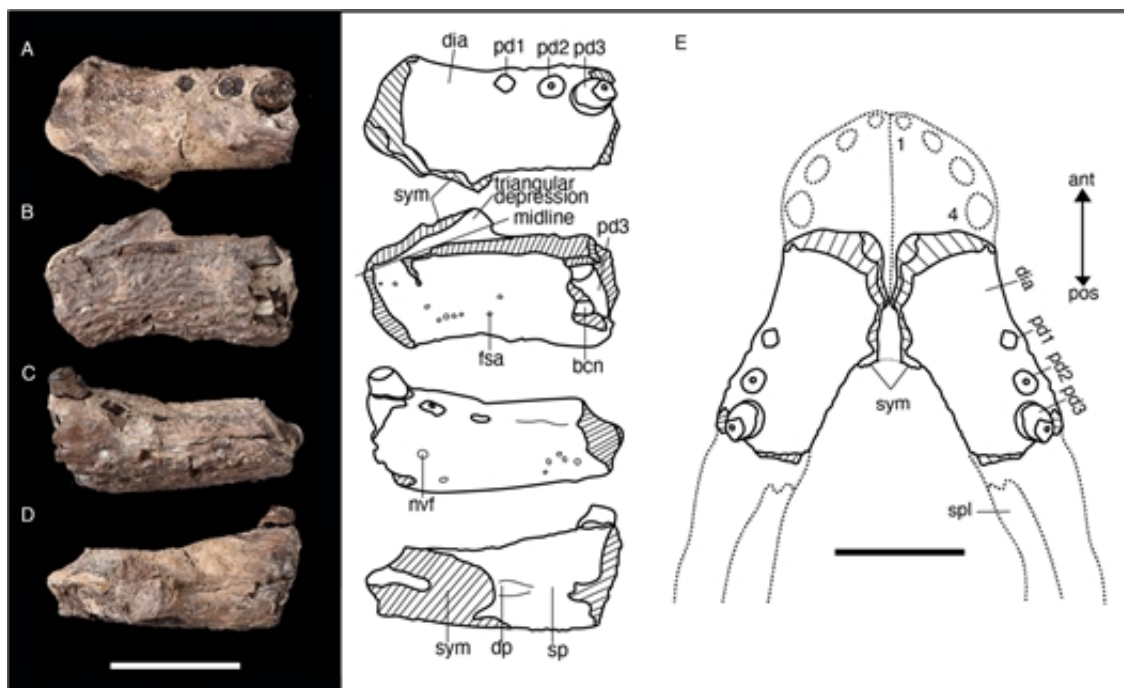 A
dia
pd1
pd2
pd3
sym
triangular
depression
midline
B
pd3
fsa
bcn
C
nvf
D
sym
dp
sp
E
1
4
ant
pos
dia
pd1
pd2
pd3
sym
spl